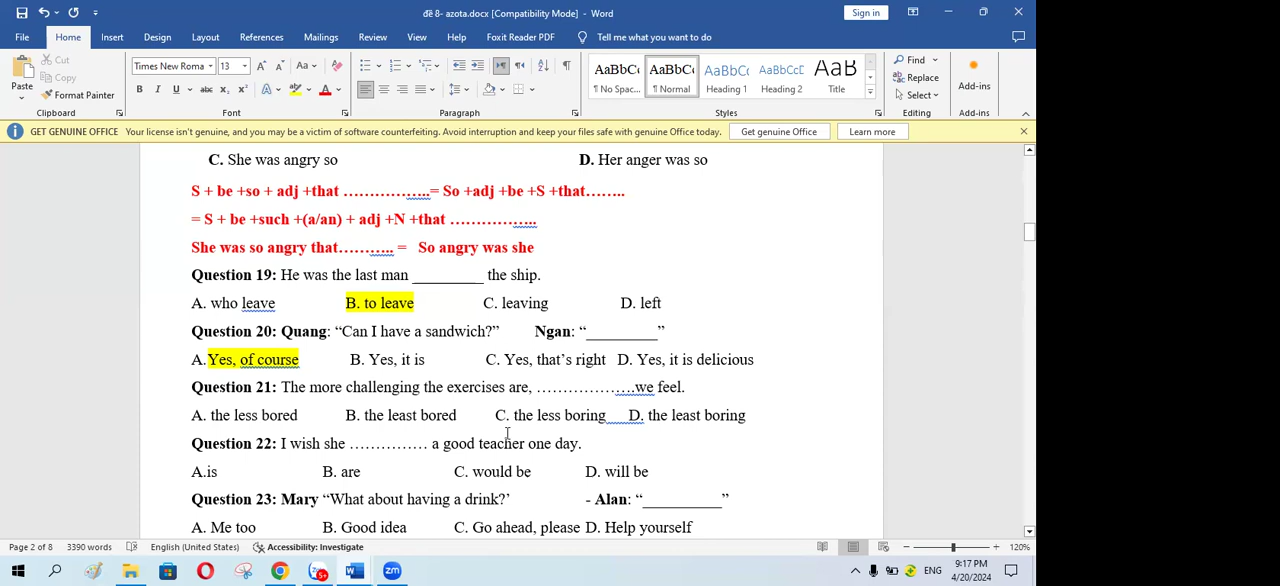 đề 8- azota.docx [Compatibility Mode] - Word
Sign in
File Home Insert Design Layout References Mailings Review View Help Foxit Reader PDF Tell me what you want to do
Paste
Cut
Copy
Format Painter
Clipboard
Times New Roma 13
Font
Paragraph
AaBbCc ¶ No Spac...
AaBbCc ¶ Normal
AaBbCc Heading 1
AaBbCcD Heading 2
AaB Title
Styles
Find
Replace
Select
Editing
Add-ins
Add-ins
GET GENUINE OFFICE Your license isn't genuine, and you may be a victim of software counterfeiting. Avoid interruption and keep your files safe with genuine Office today. Get genuine Office Learn more
C. She was angry so D. Her anger was so
S + be +so + adj +that …………….. = So +adj +be +S +that……..
= S + be +such +(a/an) + adj +N +that ……………..
She was so angry that……….. = So angry was she
Question 19: He was the last man __________ the ship.
A. who leave B. to leave C. leaving D. left
Question 20: Quang: “Can I have a sandwich?” Ngan: “__________”
A. Yes, of course B. Yes, it is C. Yes, that’s right D. Yes, it is delicious
Question 21: The more challenging the exercises are, ……………….we feel.
A. the less bored B. the least bored C. the less boring D. the least boring
Question 22: I wish she …………… a good teacher one day.
A.is B. are C. would be D. will be
Question 23: Mary “What about having a drink?’ - Alan: “___________”
A. Me too B. Good idea C. Go ahead, please D. Help yourself
Page 2 of 8 3390 words English (United States) Accessibility: Investigate 120%
ENG 9:17 PM
4/20/2024